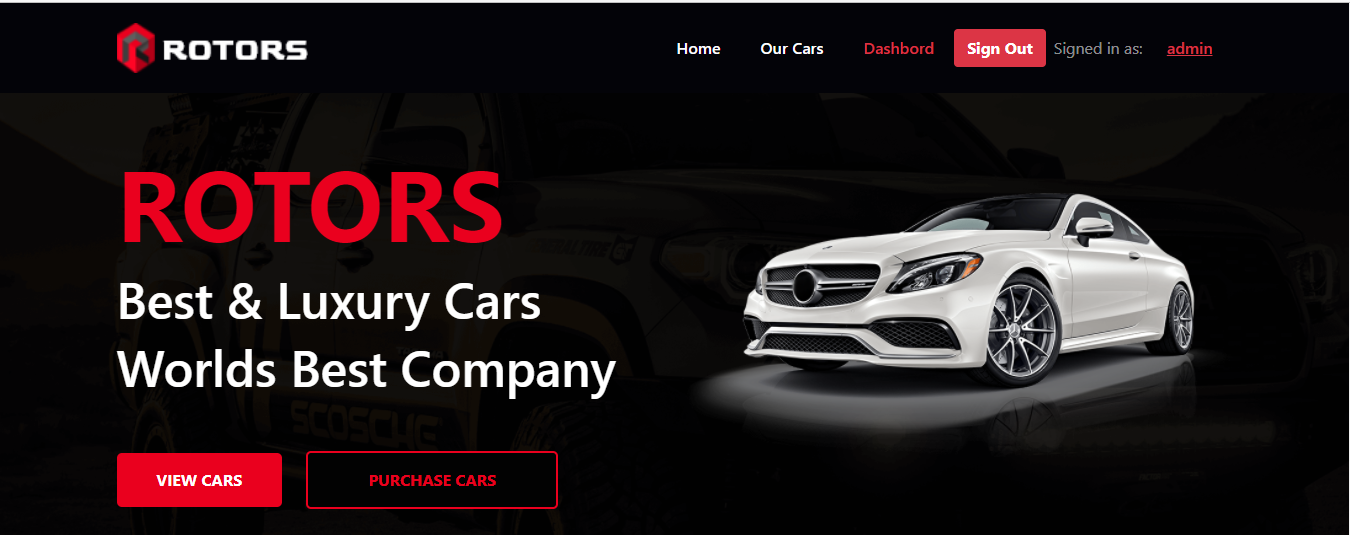 ROTORS
Home Our Cars Dashbord Sign Out Signed in as: admin
ROTORS
Best & Luxury Cars
Worlds Best Company
SCOSCHE
VIEW CARS PURCHASE CARS